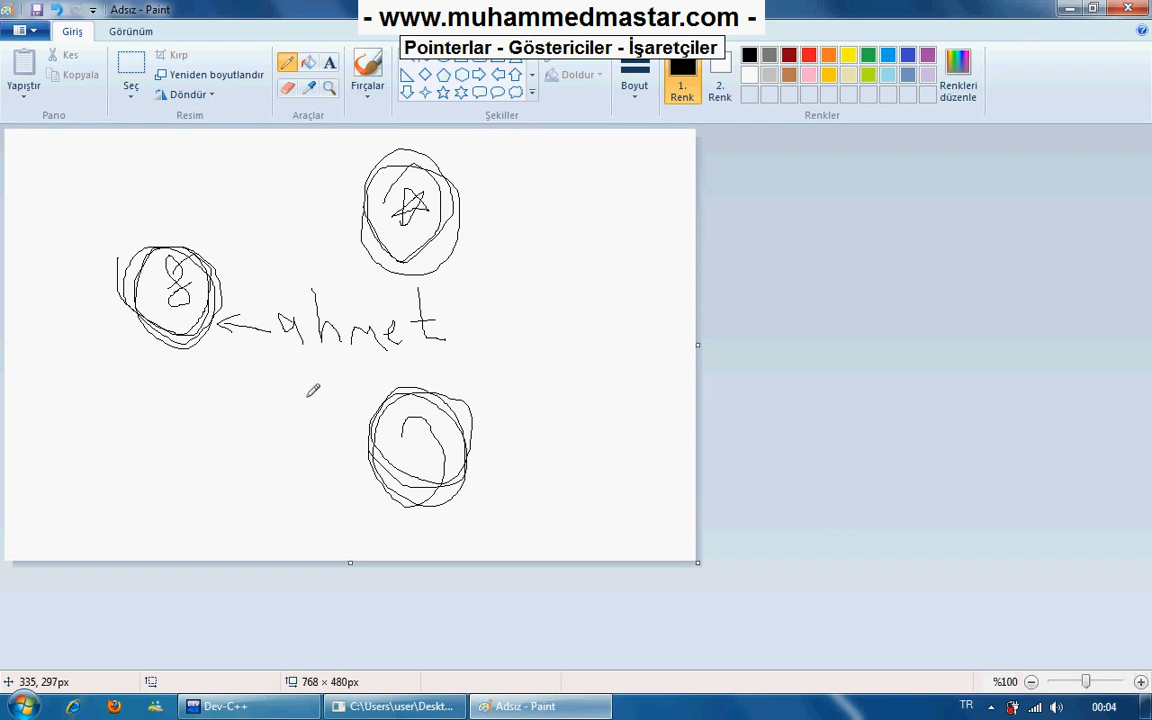 Adsız - Paint
- www.muhammedmastar.com -
Pointerlar - Göstericiler - İşaretçiler
Giriş
Görünüm
Yapıştır
Kes
Kopyala
Pano
Seç
Kırp
Yeniden boyutlandır
Döndür
Resim
A
Araçlar
Fırçalar
Doldur
Şekiller
Boyut
1.
Renk
2.
Renk
Renkleri
düzenle
Renkler
8
ahmet
335, 297px
768 × 480px
%100
Dev-C++
C:\Users\user\Deskt...
Adsız - Paint
TR
00:04